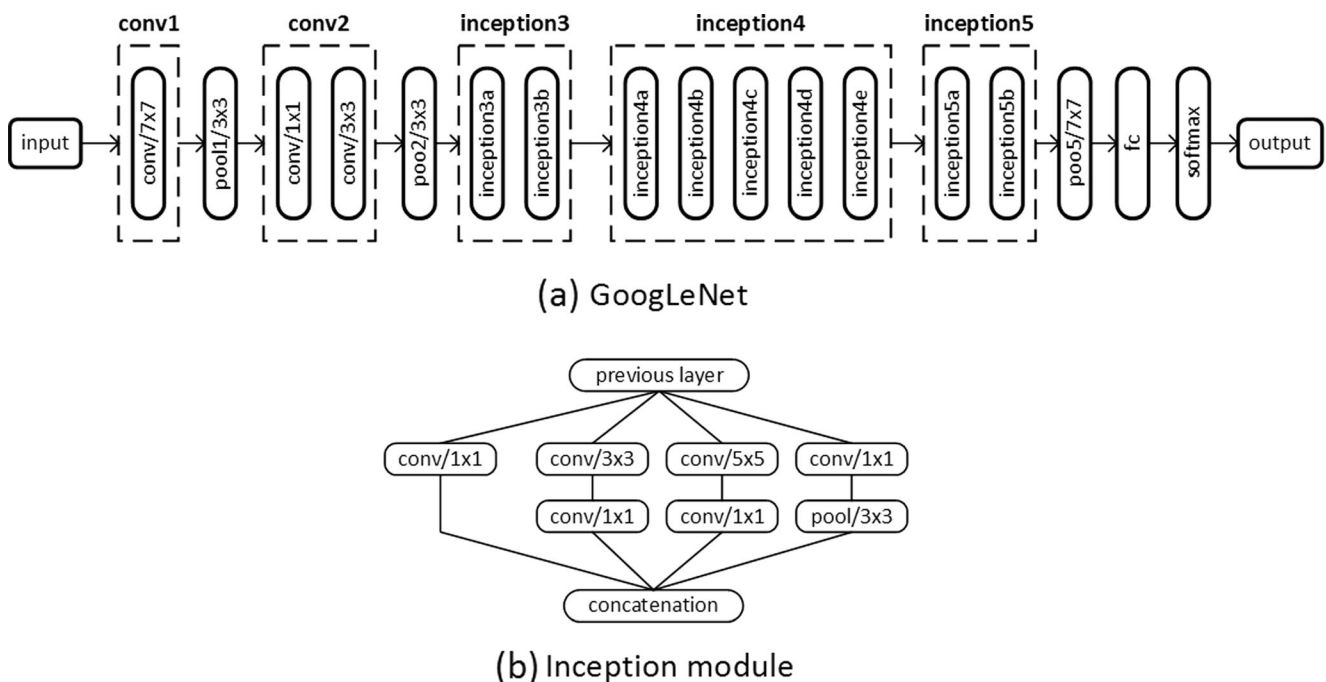 conv1
conv2
inception3
inception4
inception5
input
conv/7x7
pool1/3x3
conv/1x1
conv/3x3
poo2/3x3
inception3a
inception3b
inception4a
inception4b
inception4c
inception4d
inception4e
inception5a
inception5b
poo5/7x7
fc
softmax
output
(a) GoogLeNet
previous layer
conv/1x1
conv/3x3
conv/5x5
conv/1x1
conv/1x1
conv/1x1
pool/3x3
concatenation
(b) Inception module